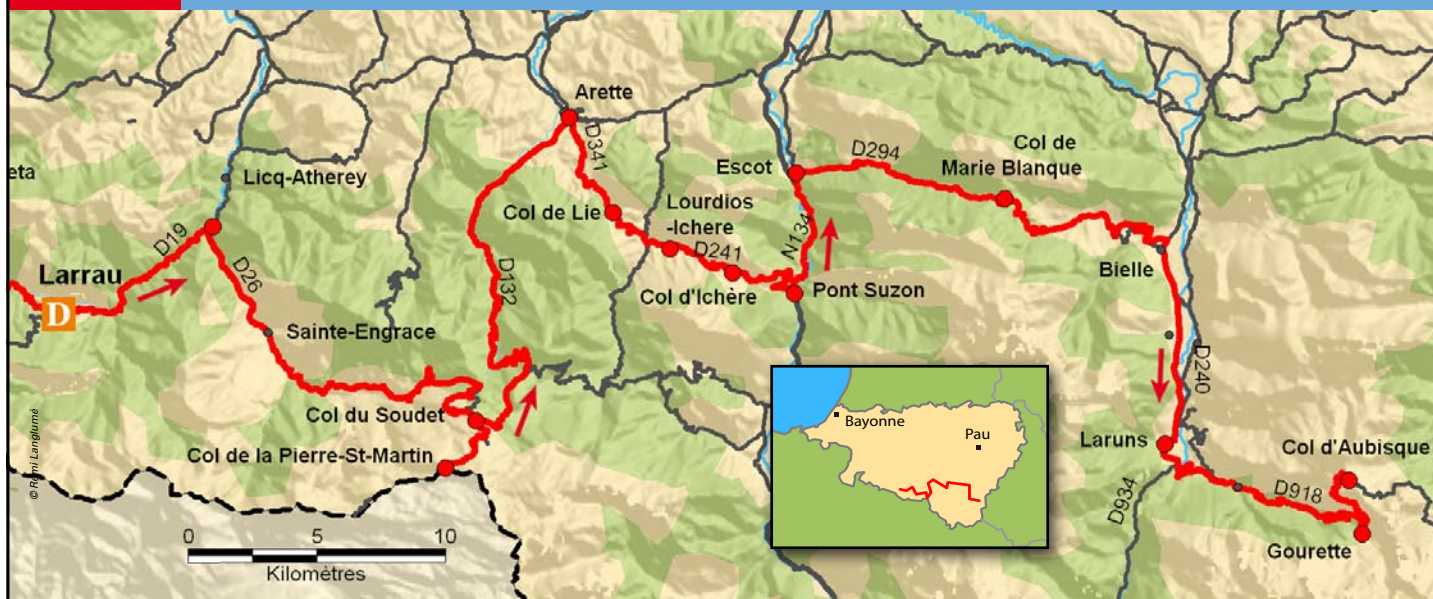 Arette
D341
Col de
Marie Blanque
D294
Escot
eta
Licq-Atherey
Lourdios
-Ichere
Col de Lie
D19
D241
N134
Larrau
D
D26
D132
Bielle
Col d'Ichère
Pont Suzon
Sainte-Engrace
D240
Col du Soudet
Bayonne
Pau
Laruns
Col d'Aubisque
Col de la Pierre-St-Martin
D918
D934
© Rémi Langlumé
0
5
10
Kilomètres
Gourette